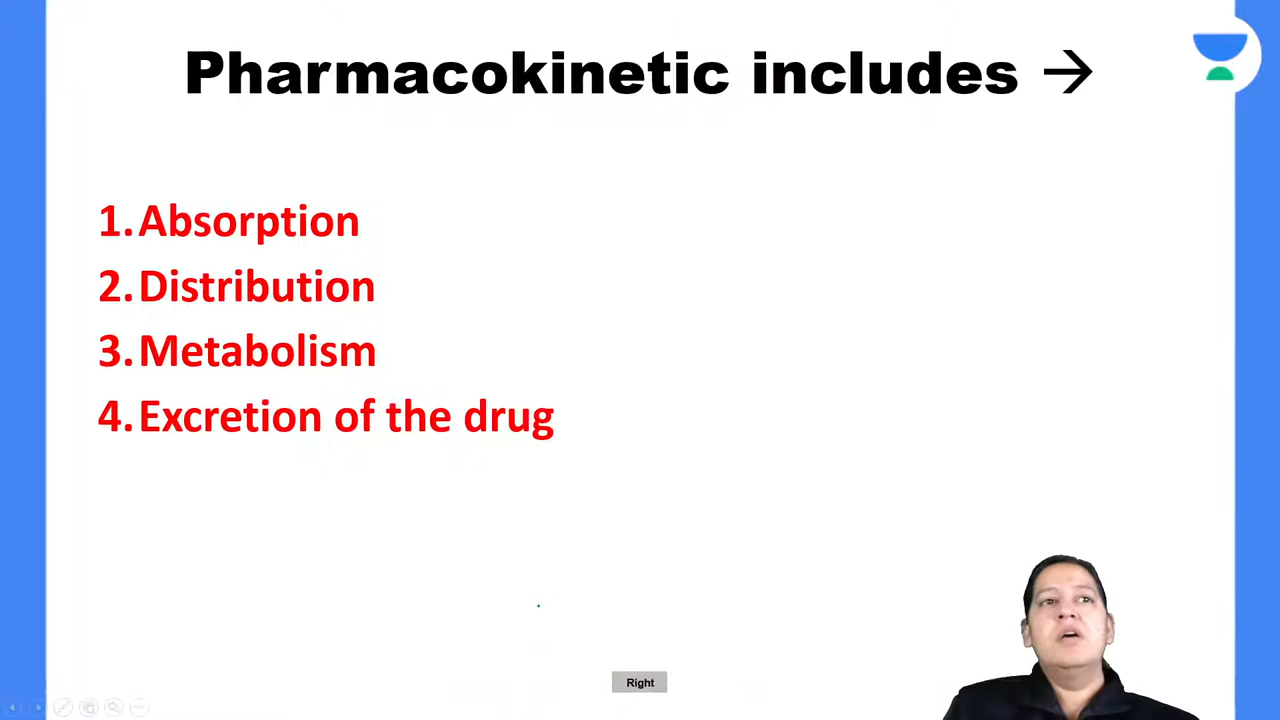 Pharmacokinetic includes →
1. Absorption
2. Distribution
3. Metabolism
4. Excretion of the drug
Right